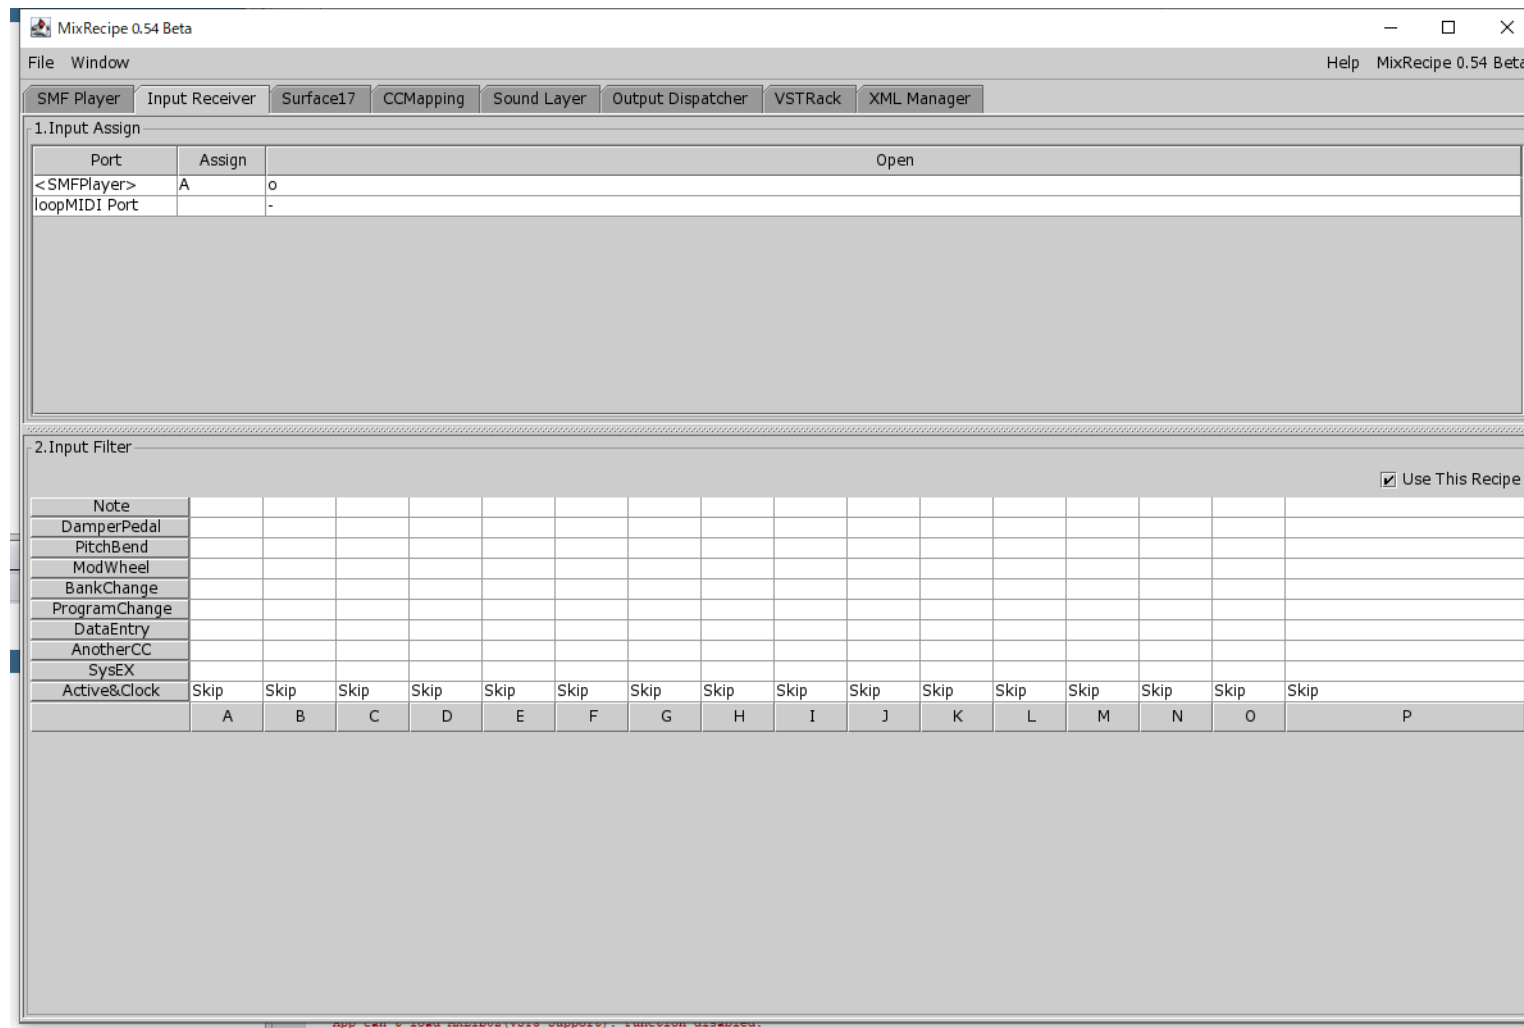 MixRecipe 0.54 Beta
File Window Help MixRecipe 0.54 Beta
SMF Player Input Receiver Surface17 CCMapping Sound Layer Output Dispatcher VSTRack XML Manager
1.Input Assign
Port Assign Open
<SMFPlayer> A o
loopMIDI Port -
2.Input Filter
Use This Recipe
Note
DamperPedal
PitchBend
ModWheel
BankChange
ProgramChange
DataEntry
AnotherCC
SysEX
Active&Clock Skip Skip Skip Skip Skip Skip Skip Skip Skip Skip Skip Skip Skip Skip Skip Skip
A B C D E F G H I J K L M N O P